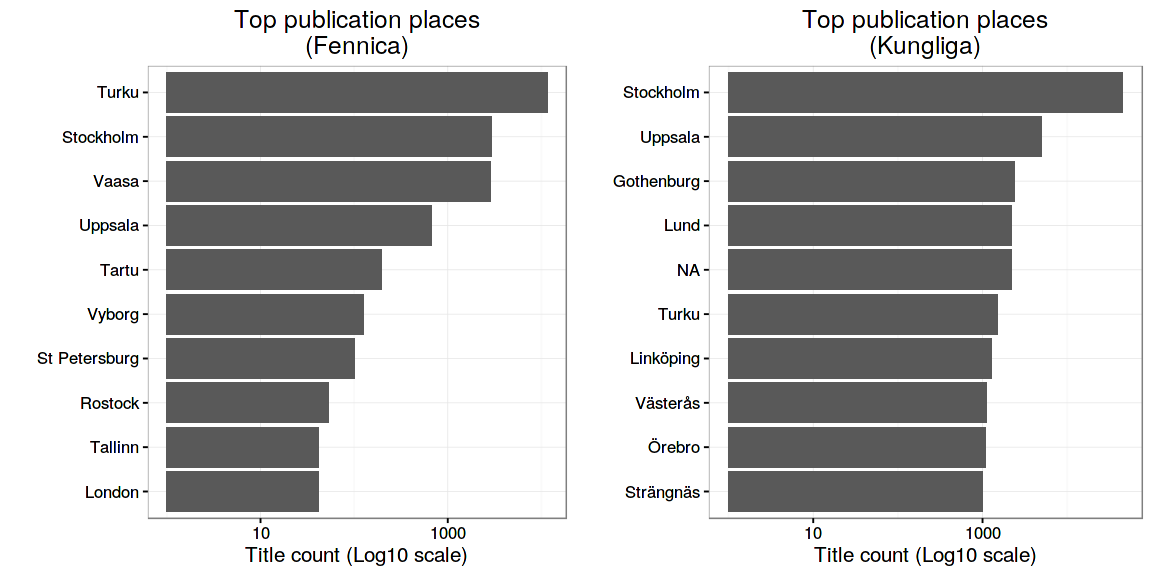 Top publication places
(Fennica)
Turku
Stockholm
Vaasa
Uppsala
Tartu
Vyborg
St Petersburg
Rostock
Tallinn
London
10
1000
Title count (Log10 scale)
Top publication places
(Kungliga)
Stockholm
Uppsala
Gothenburg
Lund
NA
Turku
Linköping
Västerås
Örebro
Strängnäs
10
1000
Title count (Log10 scale)